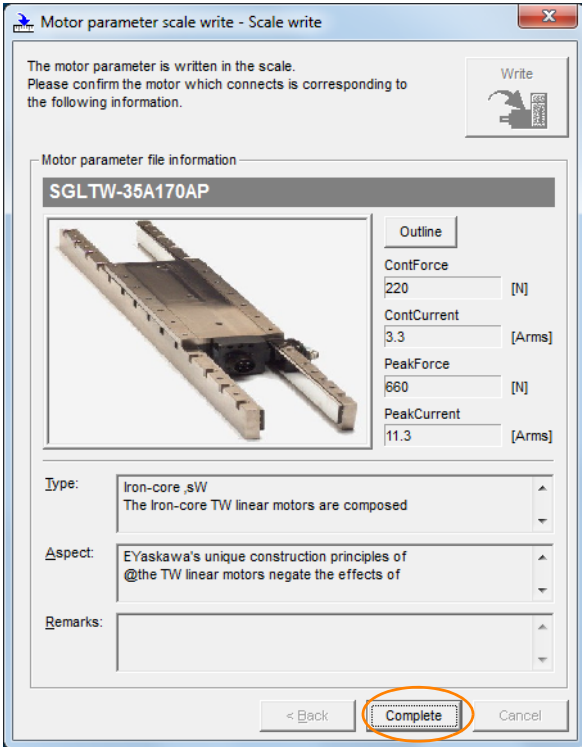 Motor parameter scale write - Scale write
The motor parameter is written in the scale.
Please confirm the motor which connects is corresponding to
the following information.
Write
Motor parameter file information
SGLTW-35A170AP
Outline
ContForce
220 [N]
ContCurrent
3.3 [Arms]
PeakForce
660 [N]
PeakCurrent
11.3 [Arms]
Type:
Iron-core ,sW
The Iron-core TW linear motors are composed
Aspect:
EYaskawa's unique construction principles of
@the TW linear motors negate the effects of
Remarks:
< Back
Complete
Cancel